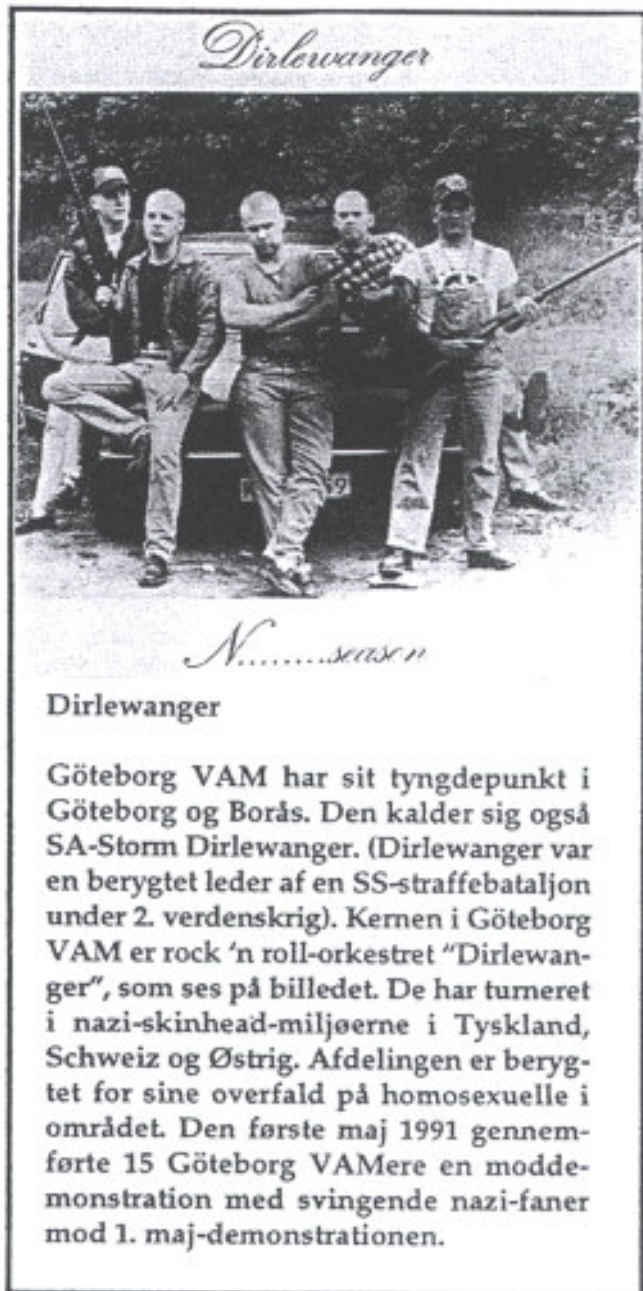 Dirlewanger
N.........season
Dirlewanger
Göteborg VAM har sit tyngdepunkt i
Göteborg og Borås. Den kalder sig også
SA-Storm Dirlewanger. (Dirlewanger var
en berygtet leder af en SS-straffebataljon
under 2. verdenskrig). Kernen i Göteborg
VAM er rock 'n roll-orkestret "Dirlewan-
ger", som ses på billedet. De har turneret
i nazi-skinhead-miljøerne i Tyskland,
Schweiz og Østrig. Afdelingen er beryg-
tet for sine overfald på homosexuelle i
området. Den første maj 1991 gennem-
førte 15 Göteborg VAMere en modde-
monstration med svingende nazi-faner
mod 1. maj-demonstrationen.